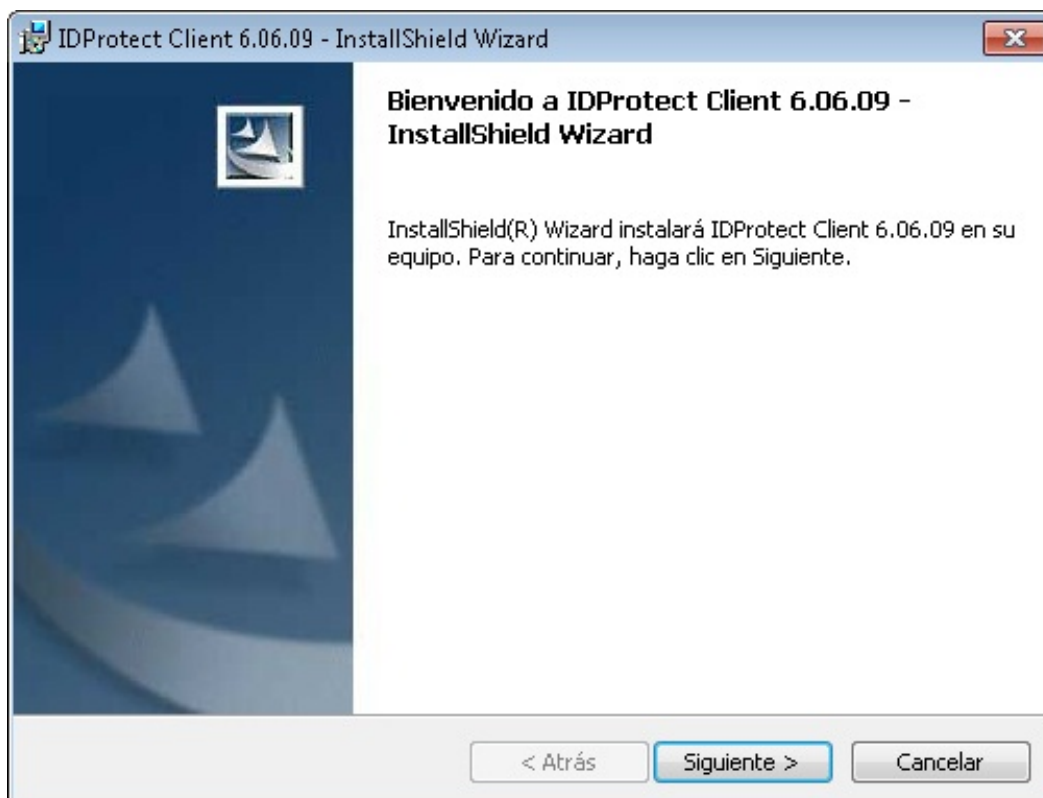 IDProtect Client 6.06.09 - InstallShield Wizard
Bienvenido a IDProtect Client 6.06.09 -
InstallShield Wizard
InstallShield(R) Wizard instalará IDProtect Client 6.06.09 en su
equipo. Para continuar, haga clic en Siguiente.
< Atrás
Siguiente >
Cancelar